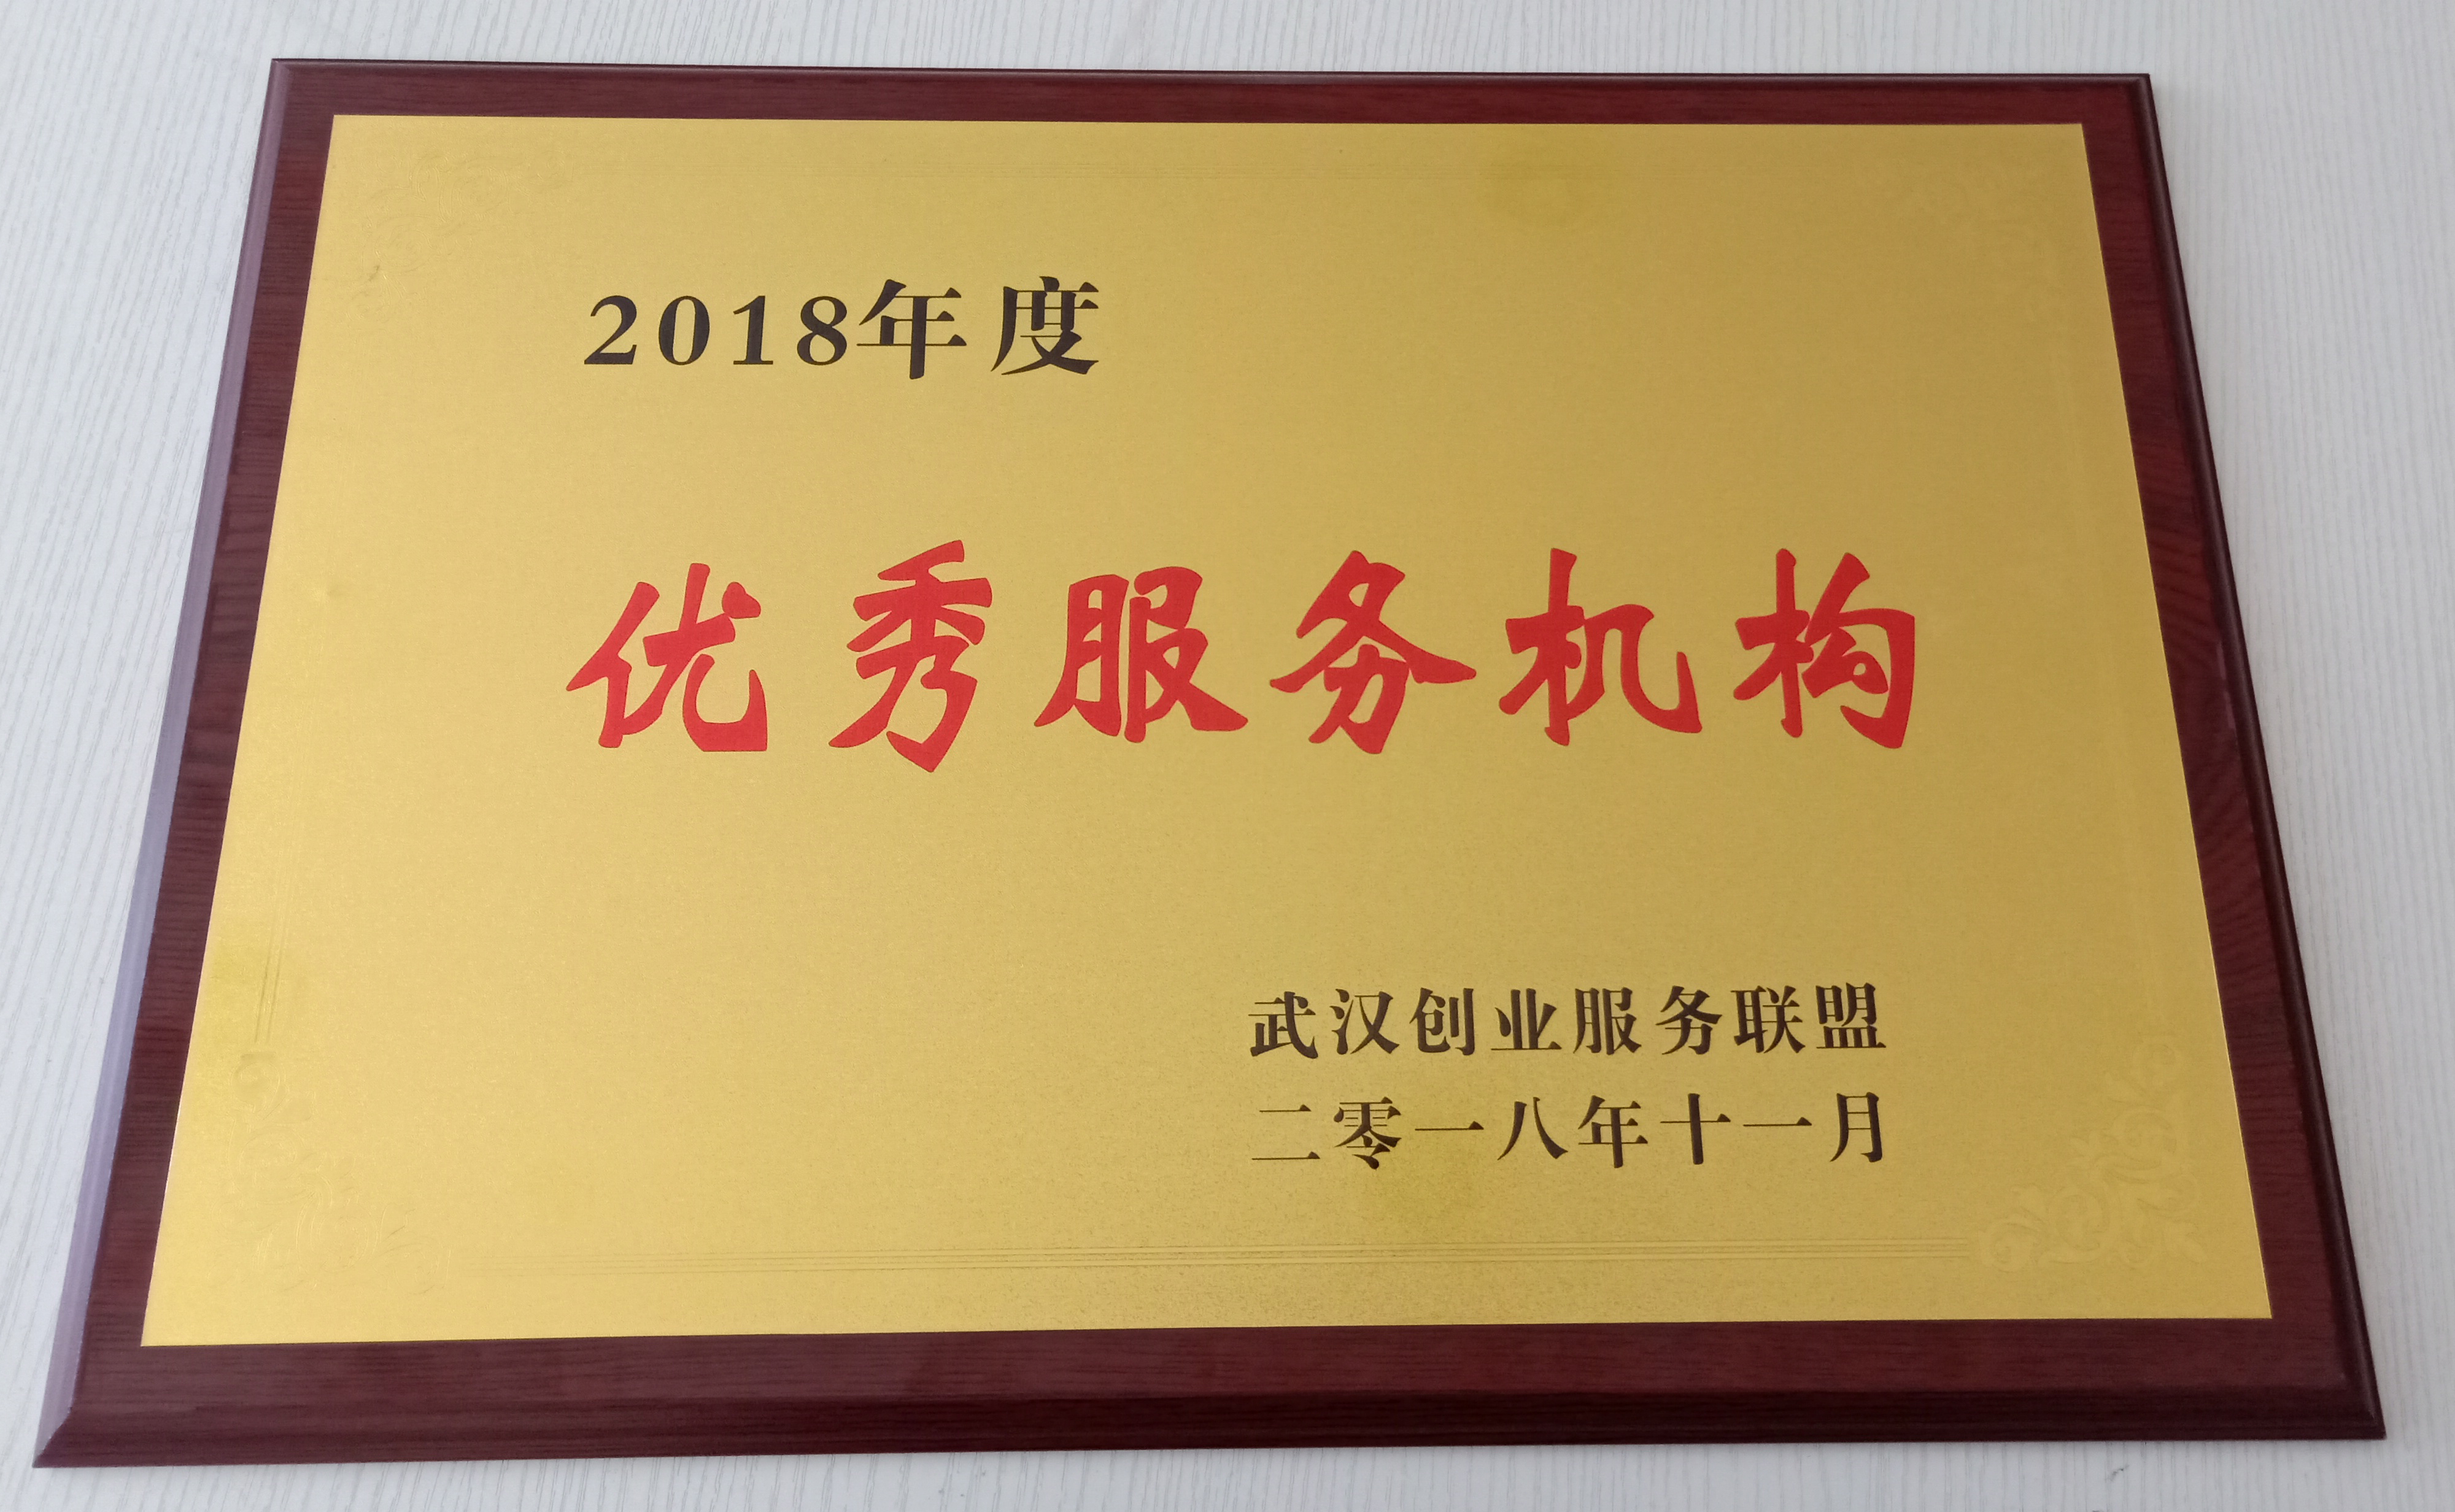 2018年度
优秀服务机构
武汉创业服务联盟
二零一八年十一月